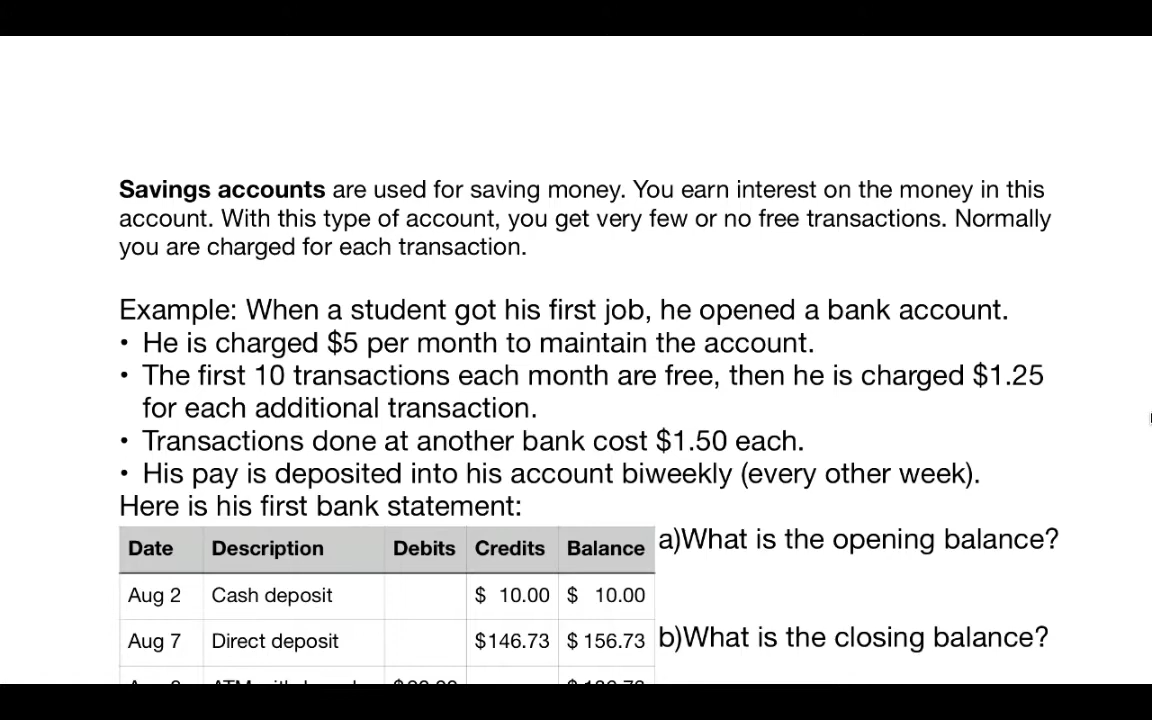 Savings accounts are used for saving money. You earn interest on the money in this
account. With this type of account, you get very few or no free transactions. Normally
you are charged for each transaction.
Example: When a student got his first job, he opened a bank account.
• He is charged $5 per month to maintain the account.
• The first 10 transactions each month are free, then he is charged $1.25
for each additional transaction.
• Transactions done at another bank cost $1.50 each.
• His pay is deposited into his account biweekly (every other week).
Here is his first bank statement:
Date Description Debits Credits Balance
Aug 2 Cash deposit $ 10.00 $ 10.00
Aug 7 Direct deposit $146.73 $ 156.73
a)What is the opening balance?
b)What is the closing balance?